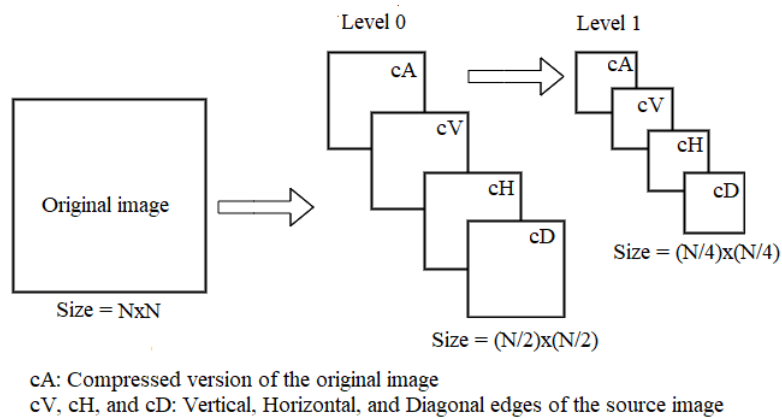 Level 0
Level 1
cA
cV
cH
cD
cA
cV
cH
cD
Original image
Size = NxN
Size = (N/2)x(N/2)
Size = (N/4)x(N/4)
cA: Compressed version of the original image
cV, cH, and cD: Vertical, Horizontal, and Diagonal edges of the source image